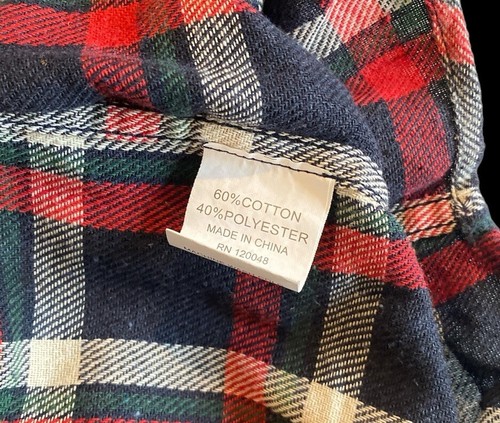 60%COTTON
40%POLYESTER
MADE IN CHINA
RN 120048